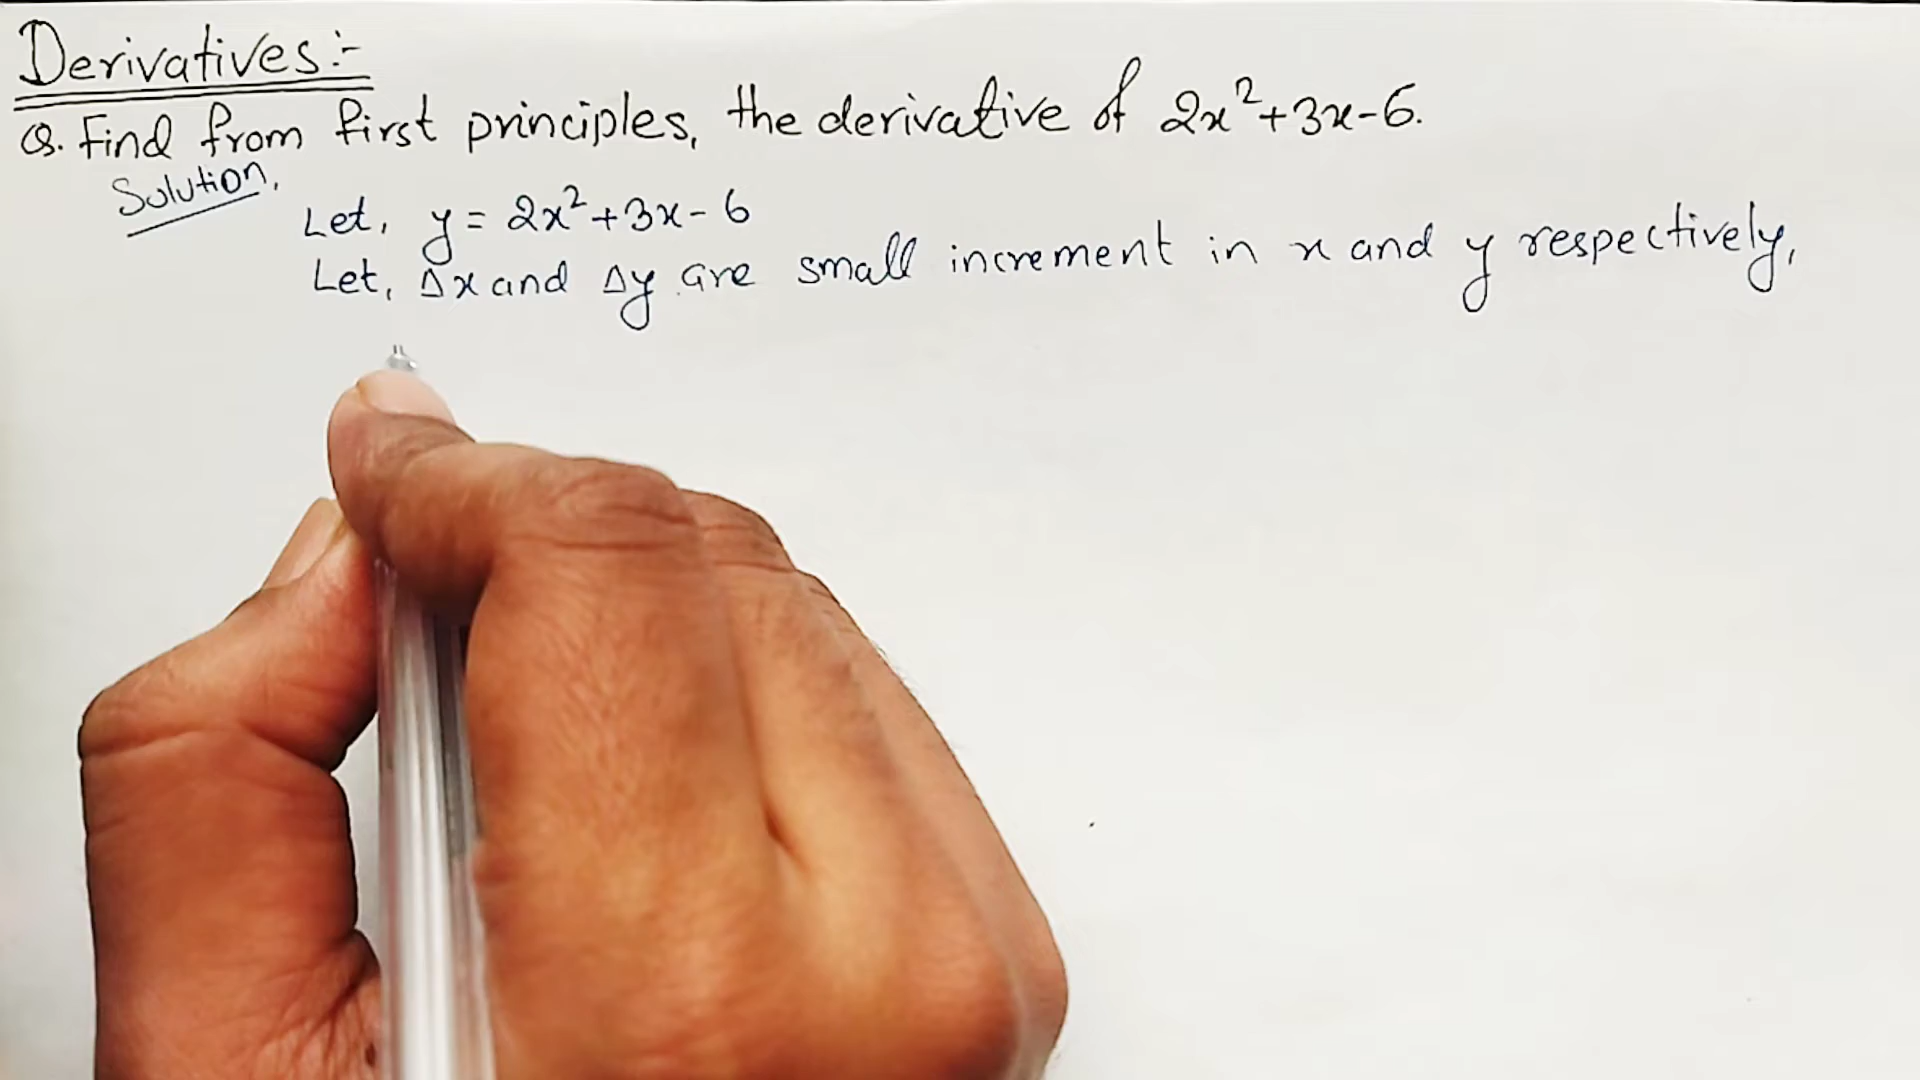 Derivatives:-
Q. Find from first principles, the derivative of 2x²+3x-6.
Solution,
Let, y = 2x²+3x-6
Let, Δx and Δy are small increment in x and y respectively,